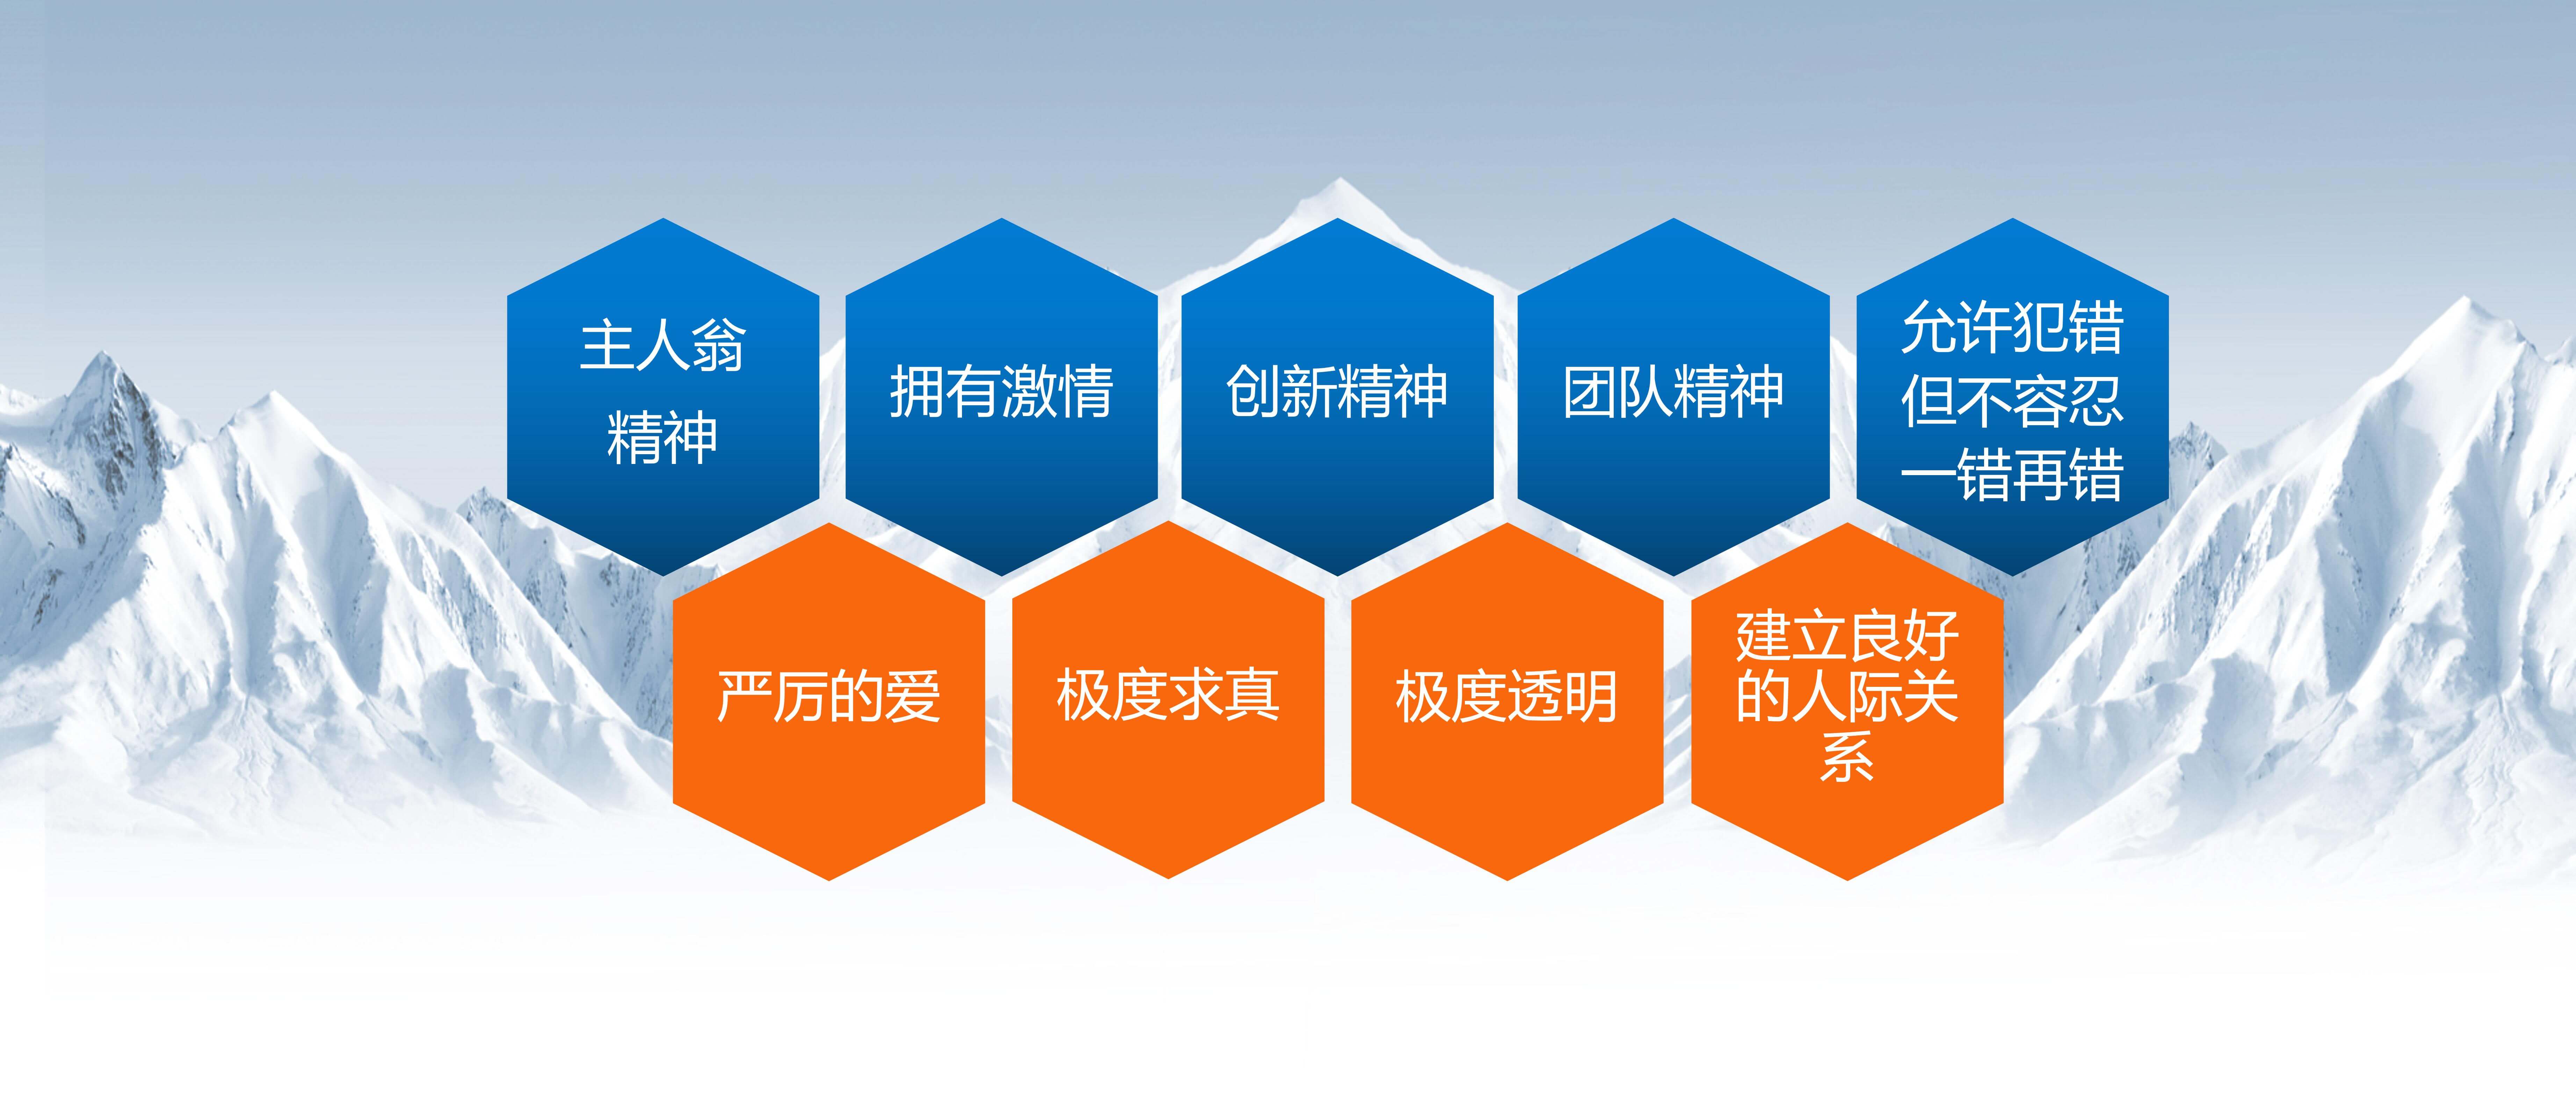 主人翁
精神
拥有激情
创新精神
团队精神
允许犯错
但不容忍
一错再错
严厉的爱
极度求真
极度透明
建立良好
的人际关
系